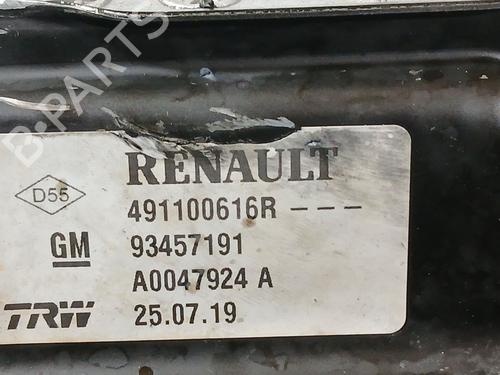 B-PARTS
RENAULT
D55
491100616R ---
GM 93457191
A0047924 A
TRW 25.07.19